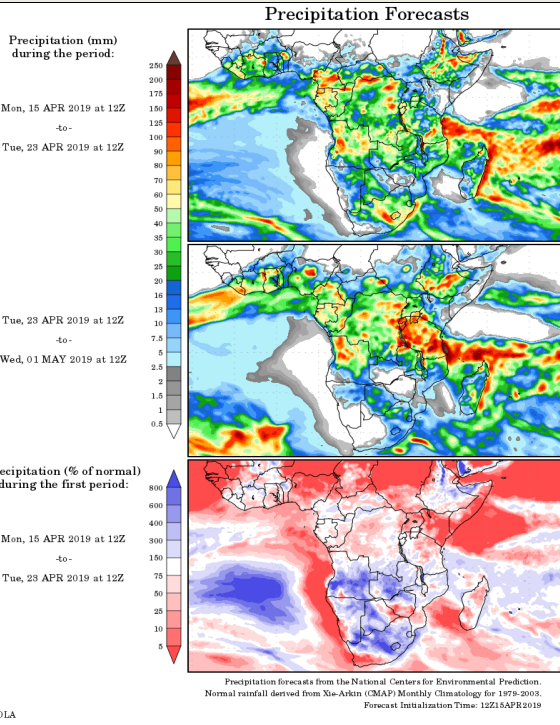 Precipitation Forecasts
Precipitation (mm)
during the period:
250
200
175
150
125
100
90
80
70
60
50
40
35
30
25
20
16
13
10
7.5
5
2.5
2
1.5
1
0.5
Mon, 15 APR 2019 at 12Z
-to-
Tue, 23 APR 2019 at 12Z
Tue, 23 APR 2019 at 12Z
-to-
Wed, 01 MAY 2019 at 12Z
ecipitation (% of normal)
during the first period:
800
600
400
300
150
75
50
25
10
5
Mon, 15 APR 2019 at 12Z
-to-
Tue, 23 APR 2019 at 12Z
Precipitation forecasts from the National Centers for Environmental Prediction.
Normal rainfall derived from Xie-Arkin (CMAP) Monthly Climatology for 1979-2003.
Forecast Initialization Time: 12Z15APR2019
OLA